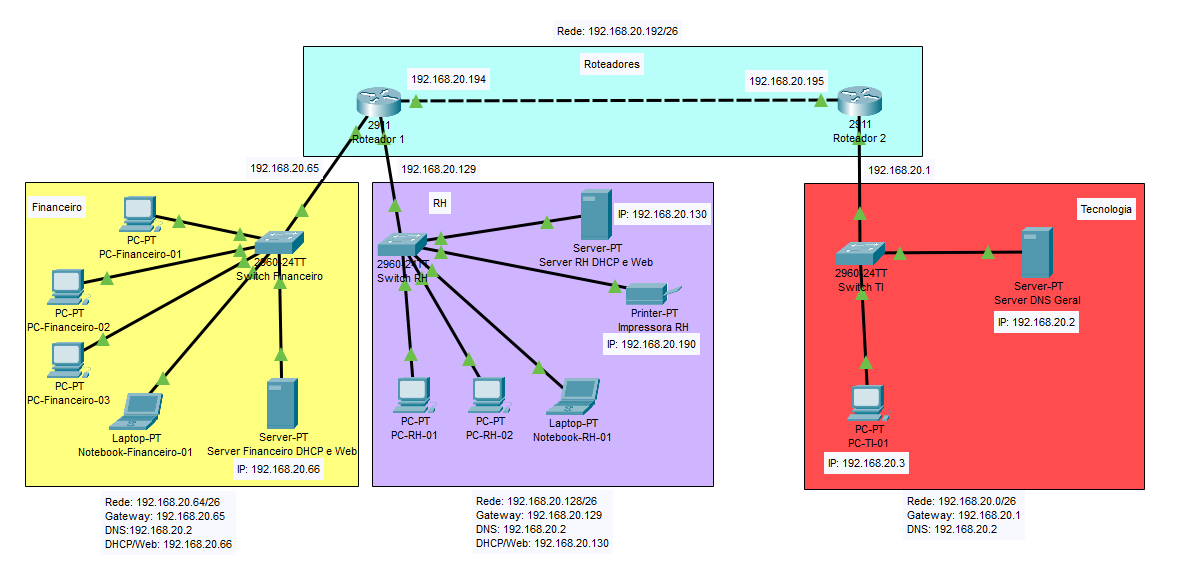 Rede: 192.168.20.192/26
Roteadores
192.168.20.194
192.168.20.195
2911
Roteador 1
2911
Roteador 2
192.168.20.65
192.168.20.129
192.168.20.1
Financeiro
PC-PT
PC-Financeiro-01
2960-24TT
Switch Financeiro
PC-PT
PC-Financeiro-02
PC-PT
PC-Financeiro-03
Laptop-PT
Notebook-Financeiro-01
Server-PT
Server Financeiro DHCP e Web
IP: 192.168.20.66
Rede: 192.168.20.64/26
Gateway: 192.168.20.65
DNS:192.168.20.2
DHCP/Web: 192.168.20.66
RH
IP: 192.168.20.130
Server-PT
Server RH DHCP e Web
2960-24TT
Switch RH
Printer-PT
Impressora RH
IP: 192.168.20.190
PC-PT
PC-RH-01
PC-PT
PC-RH-02
Laptop-PT
Notebook-RH-01
Rede: 192.168.20.128/26
Gateway: 192.168.20.129
DNS: 192.168.20.2
DHCP/Web: 192.168.20.130
Tecnologia
2960-24TT
Switch TI
Server-PT
Server DNS Geral
IP: 192.168.20.2
PC-PT
PC-TI-01
IP: 192.168.20.3
Rede: 192.168.20.0/26
Gateway: 192.168.20.1
DNS: 192.168.20.2